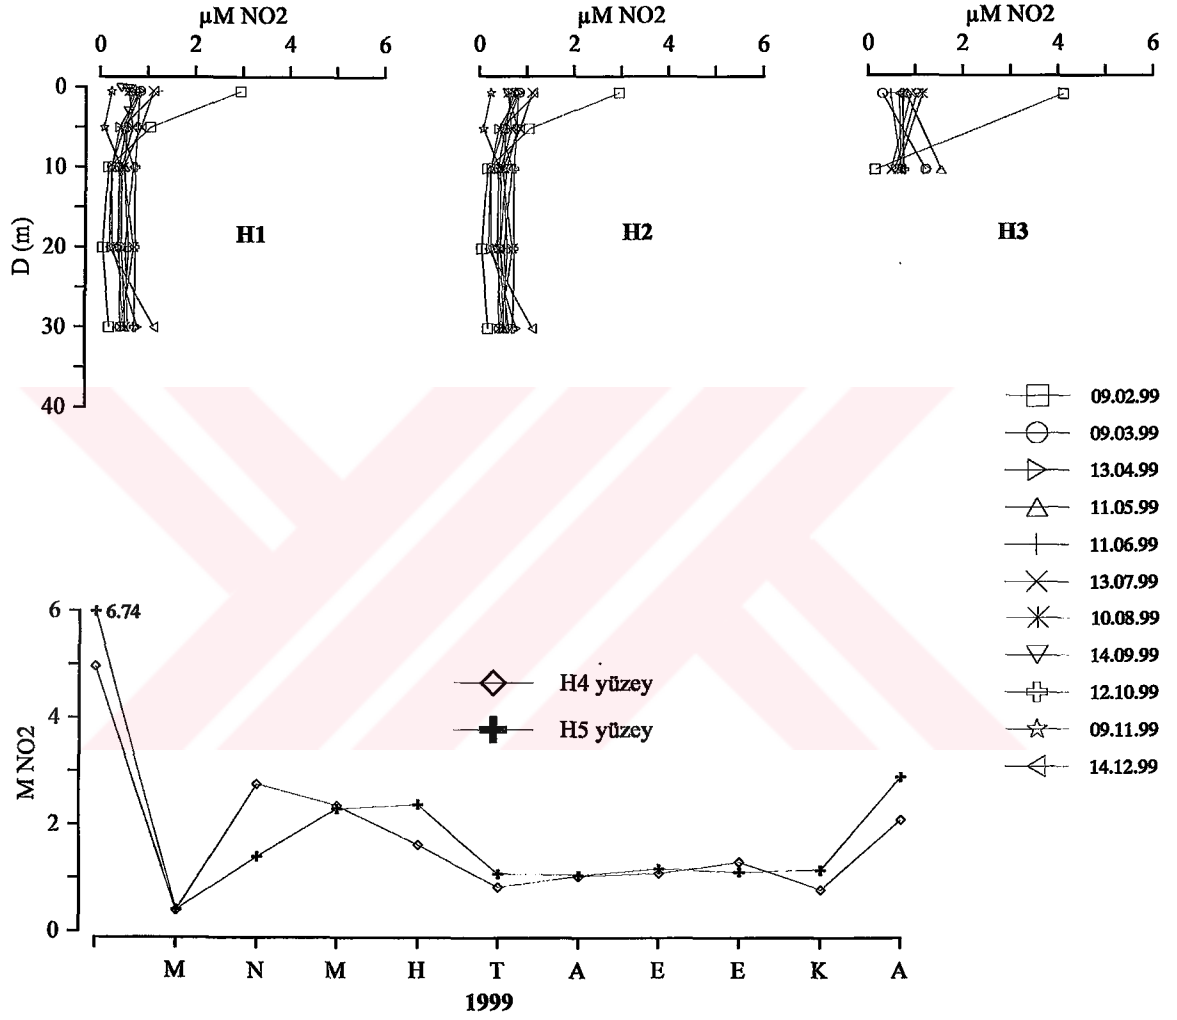 µM NO2
0 2 4 6
µM NO2
0 2 4 6
µM NO2
0 2 4 6
D (m)
0
10
20
30
40
H1
H2
H3
09.02.99
09.03.99
13.04.99
11.05.99
11.06.99
13.07.99
10.08.99
14.09.99
12.10.99
09.11.99
14.12.99
M NO2
6
4
2
0
6.74
H4 yüzey
H5 yüzey
M N M H T A E E K A
1999